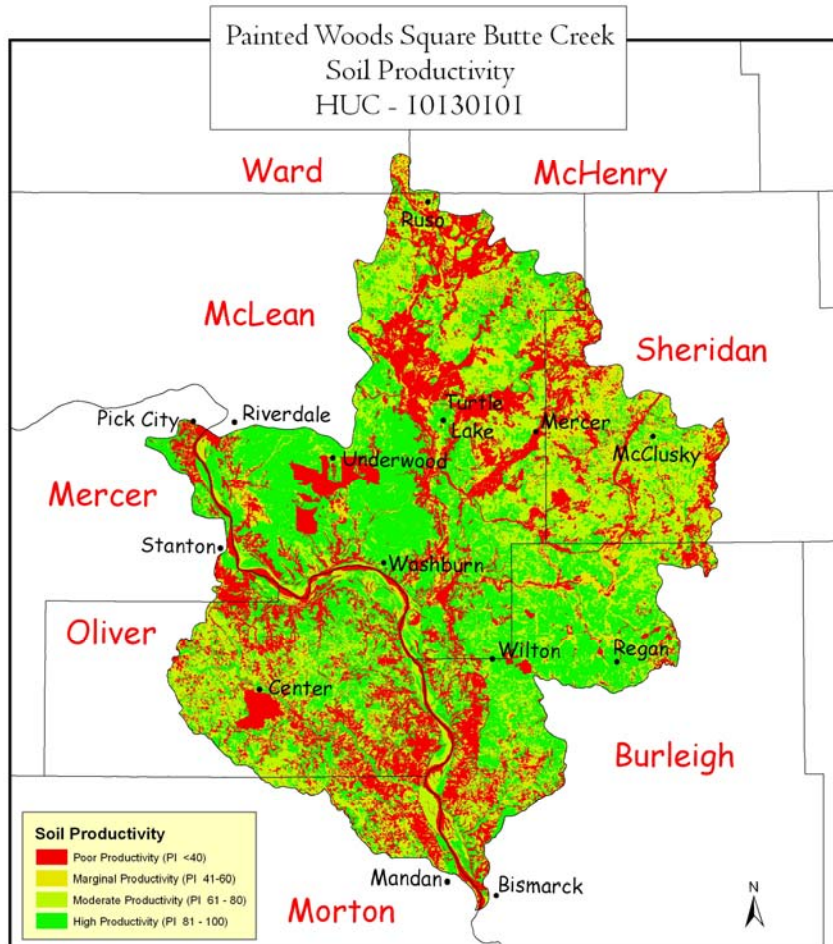 Painted Woods Square Butte Creek
Soil Productivity
HUC - 10130101
Ward
McHenry
Ruso
McLean
Sheridan
Pick City
Riverdale
Turtle
Lake
Mercer
McClusky
Underwood
Mercer
Stanton
Washburn
Oliver
Wilton
Regan
Center
Burleigh
Soil Productivity
Poor Productivity (PI <40)
Marginal Productivity (PI 41-60)
Moderate Productivity (PI 61 - 80)
High Productivity (PI 81 - 100)
Mandan
Bismarck
Morton
N